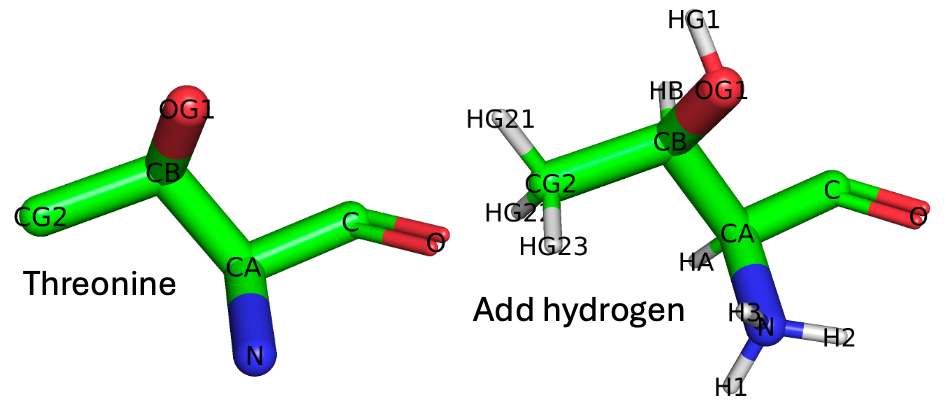 OG1
CB
CG2
C
O
CA
Threonine
N
HG1
HB
OG1
HG21
CB
CG2
C
HG22
O
HG23
CA
HA
Add hydrogen
H3
N
H2
H1